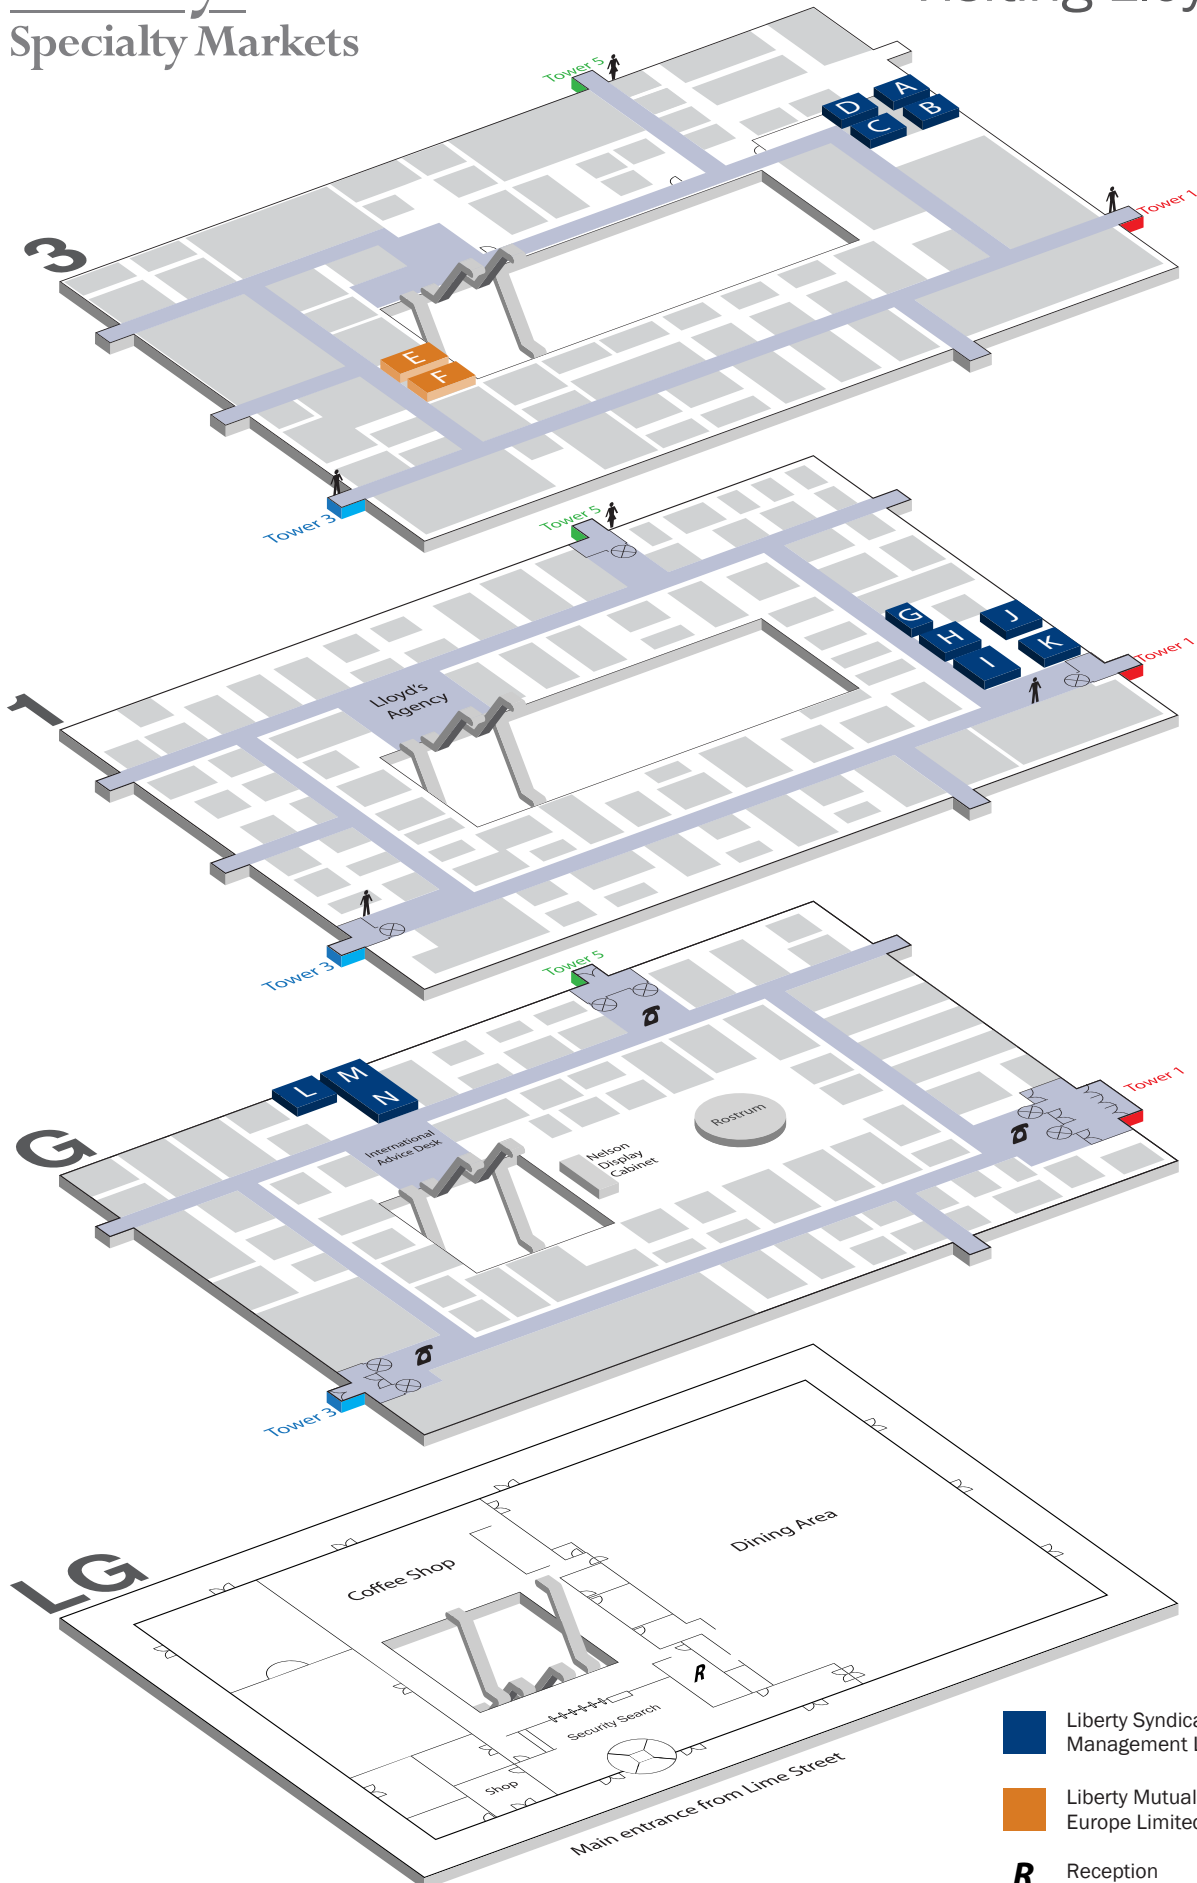 Specialty Markets
3
Tower 5
A
D
B
C
Tower 1
E
F
Tower 3
1
Tower 5
G
H
I
J
K
Tower 1
Lloyd's
Agency
Tower 3
G
Tower 5
L
M
N
International
Advice Desk
Nelson
Display
Cabinet
Rostrum
Tower 1
Tower 3
LG
Coffee Shop
Dining Area
R
Security Search
Shop
Main entrance from Lime Street
Liberty Syndica
Management L
Liberty Mutual
Europe Limited
R Reception